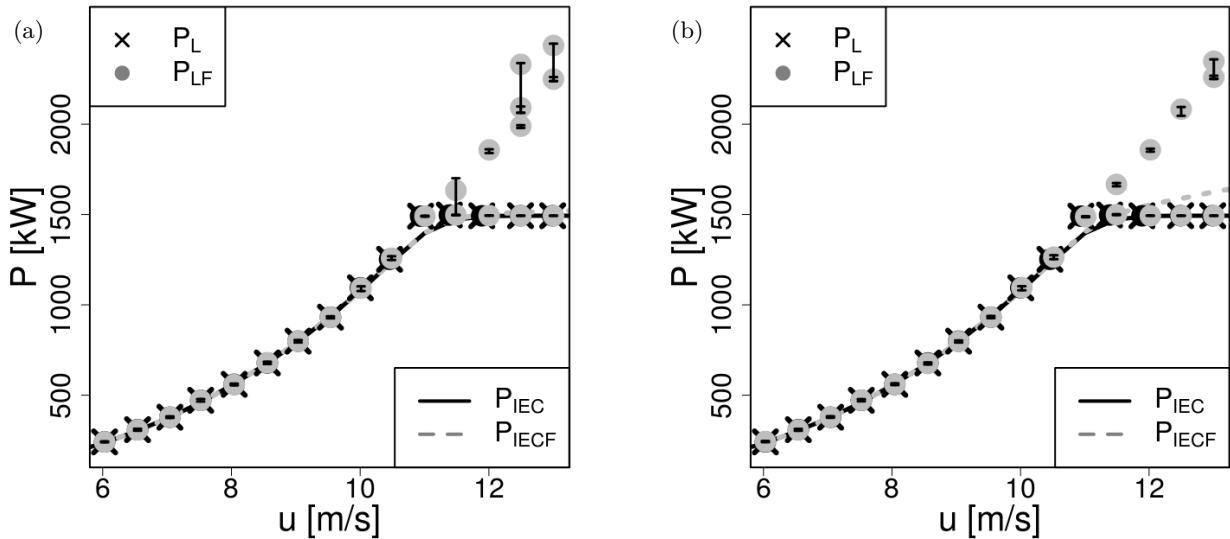 (a)
P_L
P_LF
P [kW]
500 1000 1500 2000
P_IEC
P_IECF
6 8 10 12
u [m/s]
(b)
P_L
P_LF
P [kW]
500 1000 1500 2000
P_IEC
P_IECF
6 8 10 12
u [m/s]